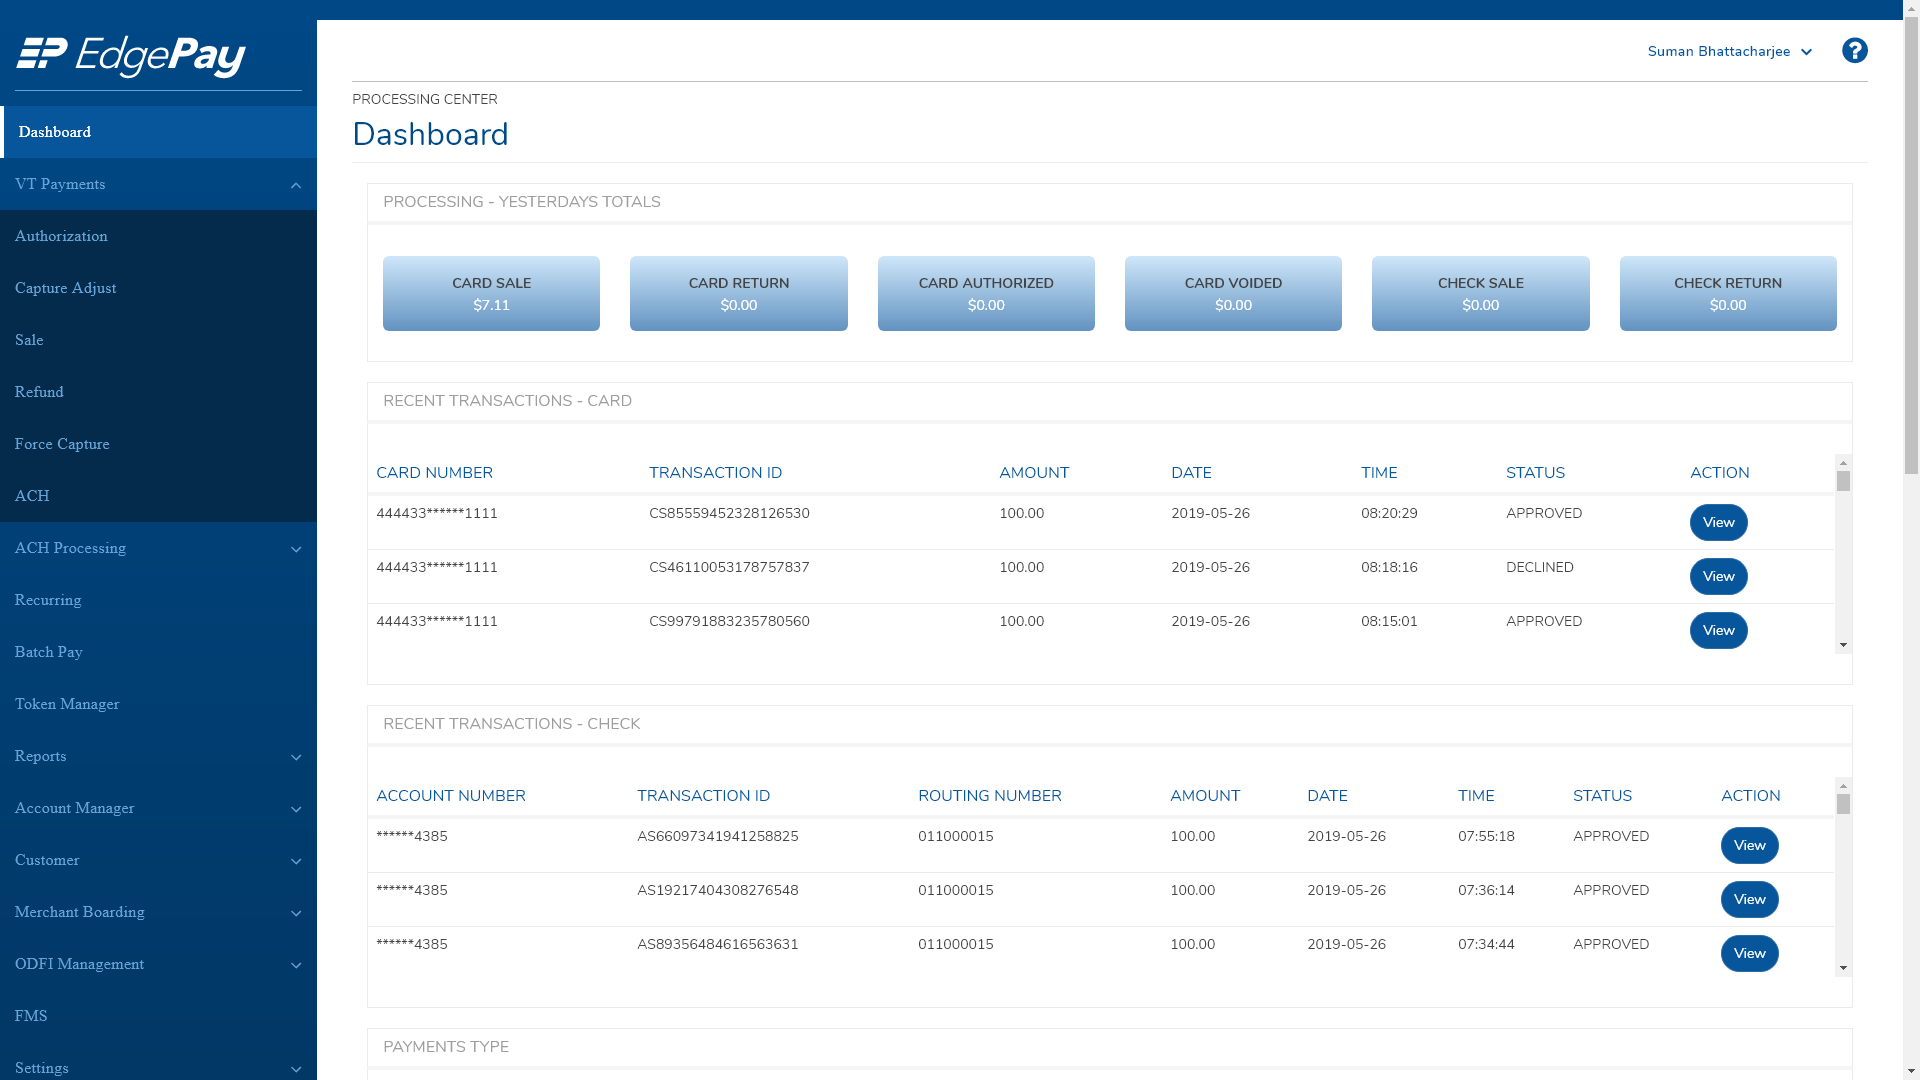 EdgePay
Suman Bhattacharjee
?
Dashboard
VT Payments
Authorization
Capture Adjust
Sale
Refund
Force Capture
ACH
ACH Processing
Recurring
Batch Pay
Token Manager
Reports
Account Manager
Customer
Merchant Boarding
ODFI Management
FMS
Settings
PROCESSING CENTER
Dashboard
PROCESSING - YESTERDAYS TOTALS
CARD SALE
$7.11
CARD RETURN
$0.00
CARD AUTHORIZED
$0.00
CARD VOIDED
$0.00
CHECK SALE
$0.00
CHECK RETURN
$0.00
RECENT TRANSACTIONS - CARD
CARD NUMBER TRANSACTION ID AMOUNT DATE TIME STATUS ACTION
444433******1111 CS85559452328126530 100.00 2019-05-26 08:20:29 APPROVED View
444433******1111 CS46110053178757837 100.00 2019-05-26 08:18:16 DECLINED View
444433******1111 CS99791883235780560 100.00 2019-05-26 08:15:01 APPROVED View
RECENT TRANSACTIONS - CHECK
ACCOUNT NUMBER TRANSACTION ID ROUTING NUMBER AMOUNT DATE TIME STATUS ACTION
******4385 AS66097341941258825 011000015 100.00 2019-05-26 07:55:18 APPROVED View
******4385 AS19217404308276548 011000015 100.00 2019-05-26 07:36:14 APPROVED View
******4385 AS89356484616563631 011000015 100.00 2019-05-26 07:34:44 APPROVED View
PAYMENTS TYPE